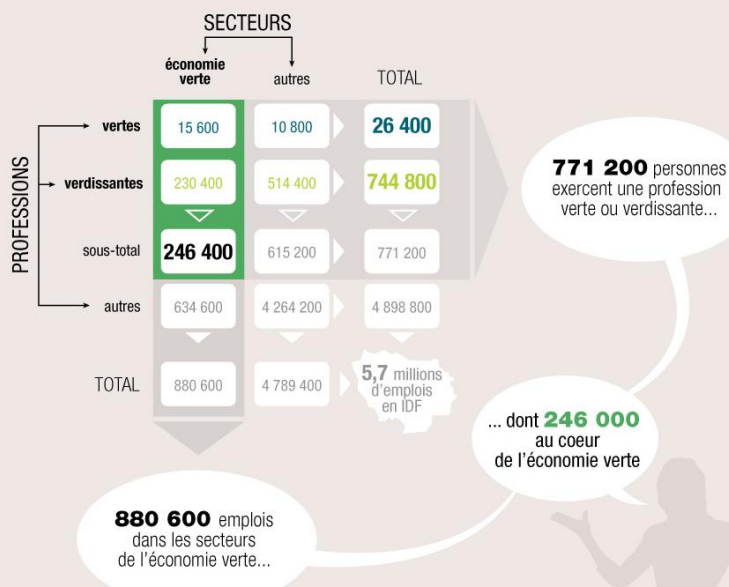 SECTEURS
économie
verte
autres
TOTAL
PROFESSIONS
vertes
15 600
10 800
26 400
verdissantes
230 400
514 400
744 800
sous-total
246 400
615 200
771 200
autres
634 600
4 264 200
4 898 800
TOTAL
880 600
4 789 400
5,7 millions
d'emplois
en IDF
771 200 personnes
exercent une profession
verte ou verdissante...
... dont 246 000
au coeur
de l'économie verte
880 600 emplois
dans les secteurs
de l'économie verte...